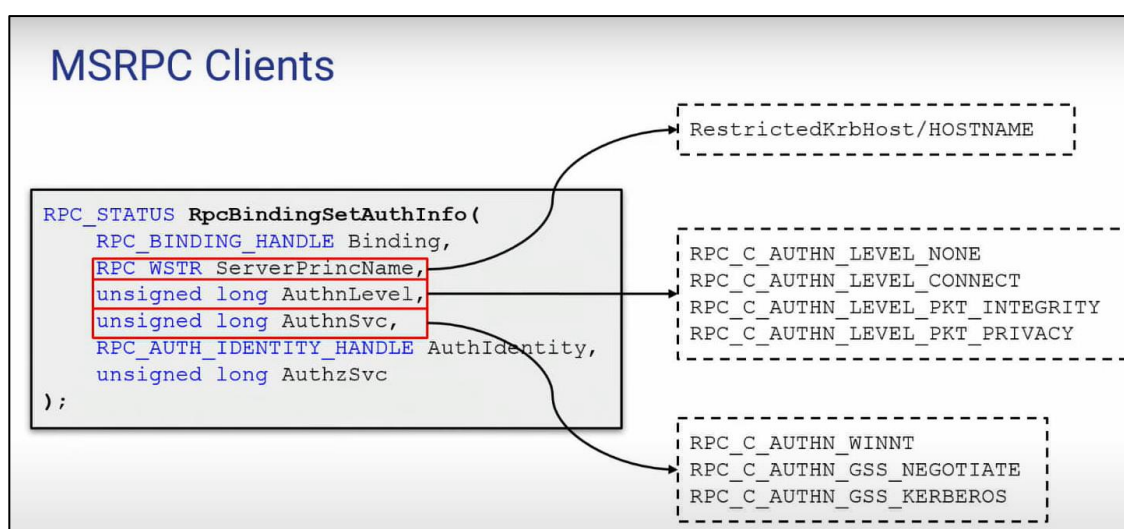 MSRPC Clients
RPC_STATUS RpcBindingSetAuthInfo(
RPC_BINDING_HANDLE Binding,
RPC_WSTR ServerPrincName,
unsigned long AuthnLevel,
unsigned long AuthnSvc,
RPC_AUTH_IDENTITY_HANDLE AuthIdentity,
unsigned long AuthzSvc
);
RestrictedKrbHost/HOSTNAME
RPC_C_AUTHN_LEVEL_NONE
RPC_C_AUTHN_LEVEL_CONNECT
RPC_C_AUTHN_LEVEL_PKT_INTEGRITY
RPC_C_AUTHN_LEVEL_PKT_PRIVACY
RPC_C_AUTHN_WINNT
RPC_C_AUTHN_GSS_NEGOTIATE
RPC_C_AUTHN_GSS_KERBEROS